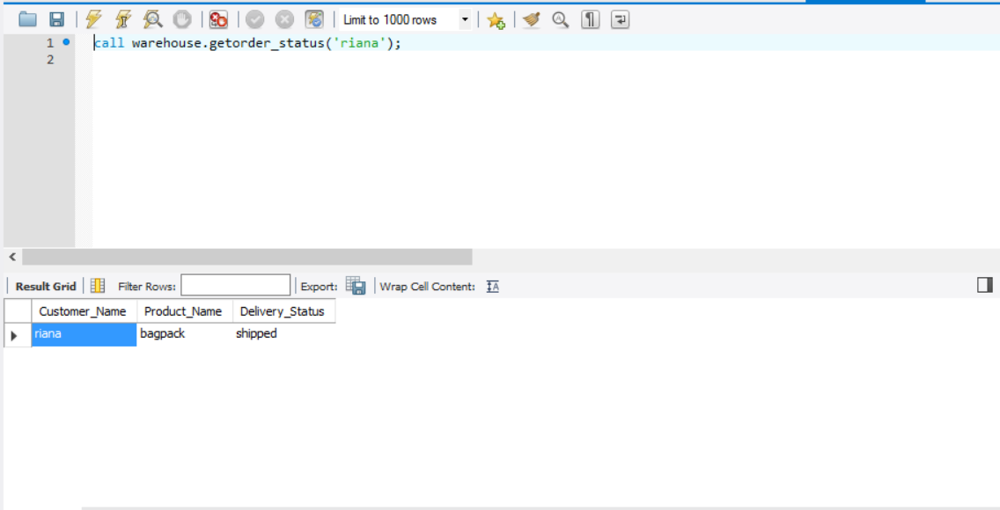 Limit to 1000 rows
1 call warehouse.getorder_status('riana');
2
Result Grid Filter Rows: Export: Wrap Cell Content:
Customer_Name Product_Name Delivery_Status
riana bagpack shipped